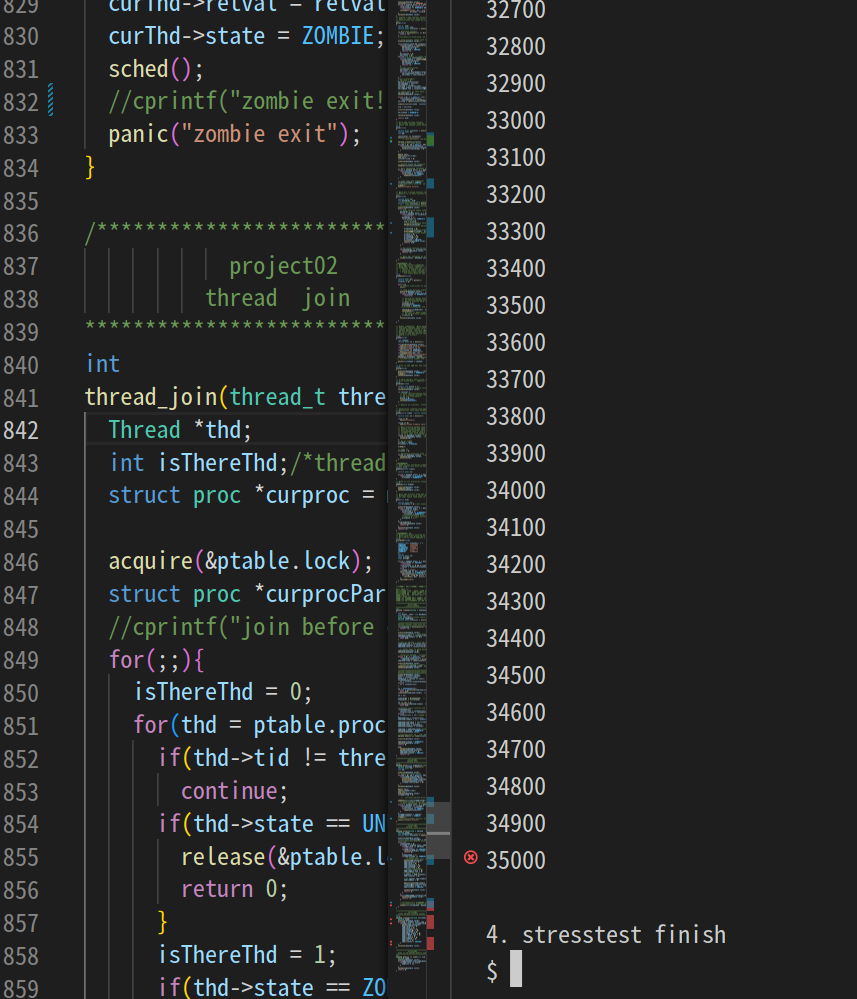 829 curThd->retval = retval
830 curThd->state = ZOMBIE;
831 sched();
832 //cprintf("zombie exit!
833 panic("zombie exit");
834 }
835
836 /************************
837 project02
838 thread join
839 *************************
840 int
841 thread_join(thread_t thre
842 Thread *thd;
843 int isThereThd;/*thread
844 struct proc *curproc =
845
846 acquire(&ptable.lock);
847 struct proc *curprocPar
848 //cprintf("join before
849 for(;;){
850 isThereThd = 0;
851 for(thd = ptable.proc
852 if(thd->tid != thre
853 continue;
854 if(thd->state == UN
855 release(&ptable.l
856 return 0;
857 }
858 isThereThd = 1;
859 if(thd->state == ZO
32700
32800
32900
33000
33100
33200
33300
33400
33500
33600
33700
33800
33900
34000
34100
34200
34300
34400
34500
34600
34700
34800
34900
35000
4. stresstest finish
$